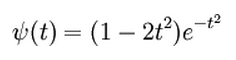 ψ(t) = (1 − 2t²)e^{−t²}